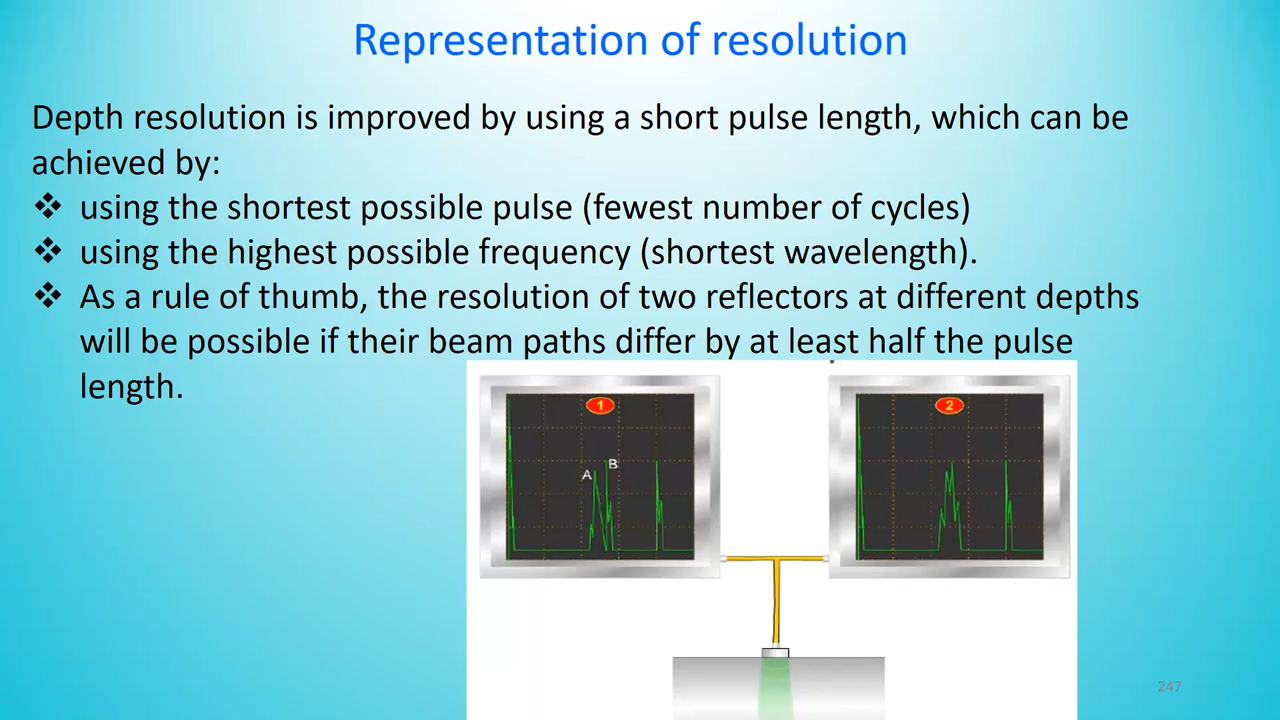 Representation of resolution
Depth resolution is improved by using a short pulse length, which can be
achieved by:
❖ using the shortest possible pulse (fewest number of cycles)
❖ using the highest possible frequency (shortest wavelength).
❖ As a rule of thumb, the resolution of two reflectors at different depths
will be possible if their beam paths differ by at least half the pulse
length.
1
2
A
B
247